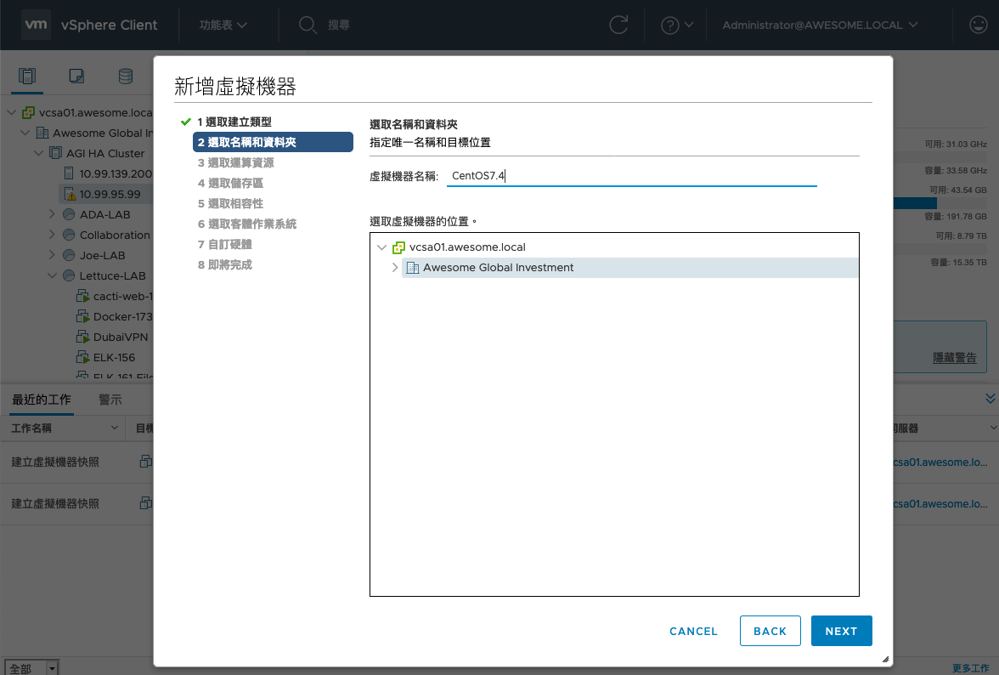 vm vSphere Client 功能表 搜尋 Administrator@AWESOME.LOCAL
vcsa01.awesome.loca
Awesome Global In
AGI HA Cluster
10.99.139.200
10.99.95.99
ADA-LAB
Collaboration
Joe-LAB
Lettuce-LAB
cacti-web-1
Docker-173
DubaiVPN
ELK-156
ELK-161-File
新增虛擬機器
1 選取建立類型
2 選取名稱和資料夾
3 選取運算資源
4 選取儲存區
5 選取相容性
6 選取客體作業系統
7 自訂硬體
8 即將完成
選取名稱和資料夾
指定唯一名稱和目標位置
虛擬機器名稱: CentOS7.4
選取虛擬機器的位置。
vcsa01.awesome.local
Awesome Global Investment
CANCEL BACK NEXT
可用: 31.03 GHz
容量: 33.58 GHz
可用: 43.54 GB
容量: 191.78 GB
可用: 8.79 TB
容量: 15.35 TB
隱藏警告
最近的工作 警示
工作名稱 目標 伺服器
建立虛擬機器快照 csa01.awesome.lo...
建立虛擬機器快照 csa01.awesome.lo...
全部 更多工作